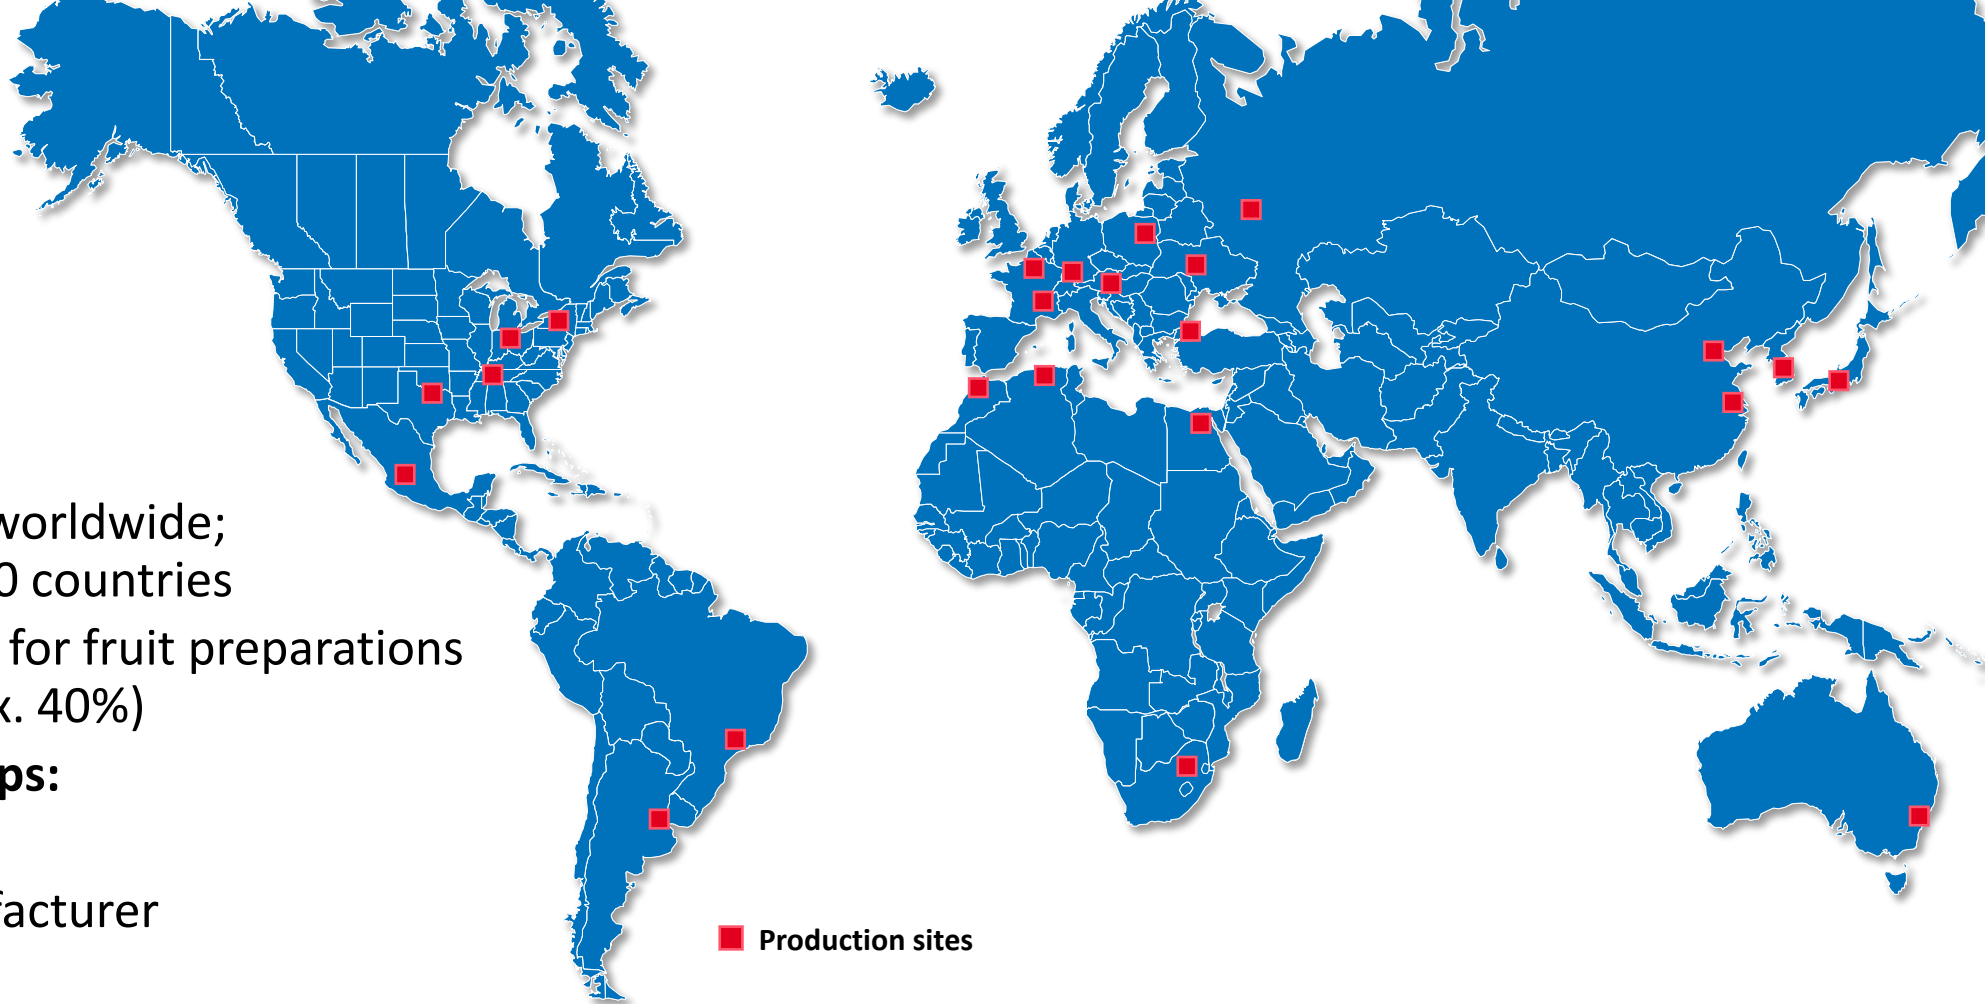 worldwide;
0 countries
for fruit preparations
x. 40%)
ps:
facturer
Production sites